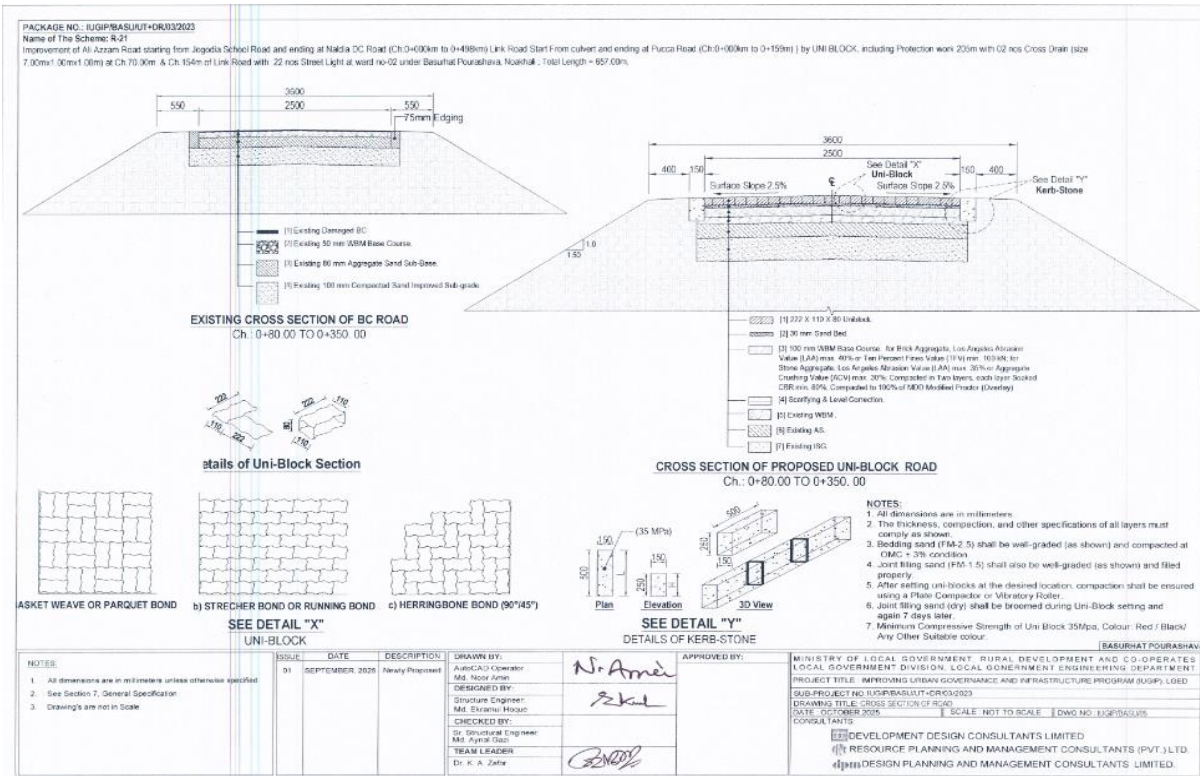 PACKAGE NO.: IUGIP/BASU/UT+DR/03/2023
Name of The Scheme: R-21
Improvement of Ali Azzam Road starting from Jogodia School Road and ending at Naldia DC Road (Ch:0+000km to 0+498km) Link Road Start From culvert and ending at Pucca Road (Ch:0+000km to 0+159m ) by UNI BLOCK, including Protection work 205m with 02 nos Cross Drain (size
7.00mx1.00mx1.00m) at Ch.70.00m & Ch.154m of Link Road with 22 nos Street Light at ward no-02 under Basurhat Pourashava, Noakhali ; Total Length = 657.00m.
3600
550 2500 550
75mm Edging
[1] Existing Damaged BC
[2] Existing 50 mm WBM Base Course.
[3] Existing 80 mm Aggregate Sand Sub-Base.
[4] Existing 100 mm Compacted Sand Improved Sub-grade
EXISTING CROSS SECTION OF BC ROAD
Ch.: 0+80.00 TO 0+350. 00
3600
2500
400 150 150 400
See Detail "X"
Uni-Block
See Detail "Y"
Kerb-Stone
Surface Slope 2.5% Surface Slope 2.5%
1.0
1.50
[1] 222 X 110 X 80 Uniblock.
[2] 30 mm Sand Bed.
[3] 100 mm WBM Base Course. for Brick Aggregate, Los Angeles Abrasion
Value (LAA) max. 40% or Ten Percent Fines Value (TFV) min. 100 kN; for
Stone Aggregate, Los Angeles Abrasion Value (LAA) max. 35% or Aggregate
Crushing Value (ACV) max. 30%; Compacted in Two layers, each layer Soaked
CBR min. 80%, Compacted to 100% of MDD Modified Proctor (Overlay)
[4] Scarifying & Level Correction.
[5] Existing WBM .
[6] Existing AS.
[7] Existing ISG.
CROSS SECTION OF PROPOSED UNI-BLOCK ROAD
Ch.: 0+80.00 TO 0+350. 00
222
110
222
222
110
80
110
etails of Uni-Block Section
ASKET WEAVE OR PARQUET BOND
b) STRECHER BOND OR RUNNING BOND
c) HERRINGBONE BOND (90°/45°)
SEE DETAIL "X"
UNI-BLOCK
(35 MPa)
150
500
150
250
500
250
150
Plan
Elevation
3D View
SEE DETAIL "Y"
DETAILS OF KERB-STONE
NOTES:
1. All dimensions are in millimeters.
2. The thickness, compaction, and other specifications of all layers must
comply as shown.
3. Bedding sand (FM-2.5) shall be well-graded (as shown) and compacted at
OMC ± 3% condition
4. Joint filling sand (FM-1.5) shall also be well-graded (as shown) and filled
properly.
5. After setting uni-blocks at the desired location, compaction shall be ensured
using a Plate Compactor or Vibratory Roller.
6. Joint filling sand (dry) shall be broomed during Uni-Block setting and
again 7 days later.
7. Minimum Compressive Strength of Uni Block 35Mpa, Colour: Red / Black/
Any Other Suitable colour.
BASURHAT POURASHAV
NOTES:
1. All dimensions are in millimeters unless otherwise specified
2. See Section 7, General Specification
3. Drawing's are not in Scale
ISSUE DATE DESCRIPTION
01 SEPTEMBER, 2025 Newly Proposed
DRAWN BY:
AutoCAD Operator
Md. Noor Amin
DESIGNED BY:
Structure Engineer:
Md. Ekramul Hoque
CHECKED BY:
Sr. Structural Engineer:
Md. Aynal Gazi
TEAM LEADER
Dr. K. A. Zafor
APPROVED BY:
MINISTRY OF LOCAL GOVERNMENT, RURAL DEVELOPMENT AND CO-OPERATES
LOCAL GOVERNMENT DIVISION, LOCAL GONERNMENT ENGINEERING DEPARTMENT
PROJECT TITLE : IMPROVING URBAN GOVERNANCE AND INFRASTRUCTURE PROGRAM (IUGIP), LGED
SUB-PROJECT NO: IUGIP/BASU/UT+DR/03/2023
DRAWING TITLE: CROSS SECTION OF ROAD
DATE : OCTOBER 2025 SCALE : NOT TO SCALE DWG NO : IUGIP/BASU/05
CONSULTANTS:
DEVELOPMENT DESIGN CONSULTANTS LIMITED
RESOURCE PLANNING AND MANAGEMENT CONSULTANTS (PVT.) LTD.
dpm DESIGN PLANNING AND MANAGEMENT CONSULTANTS LIMITED.